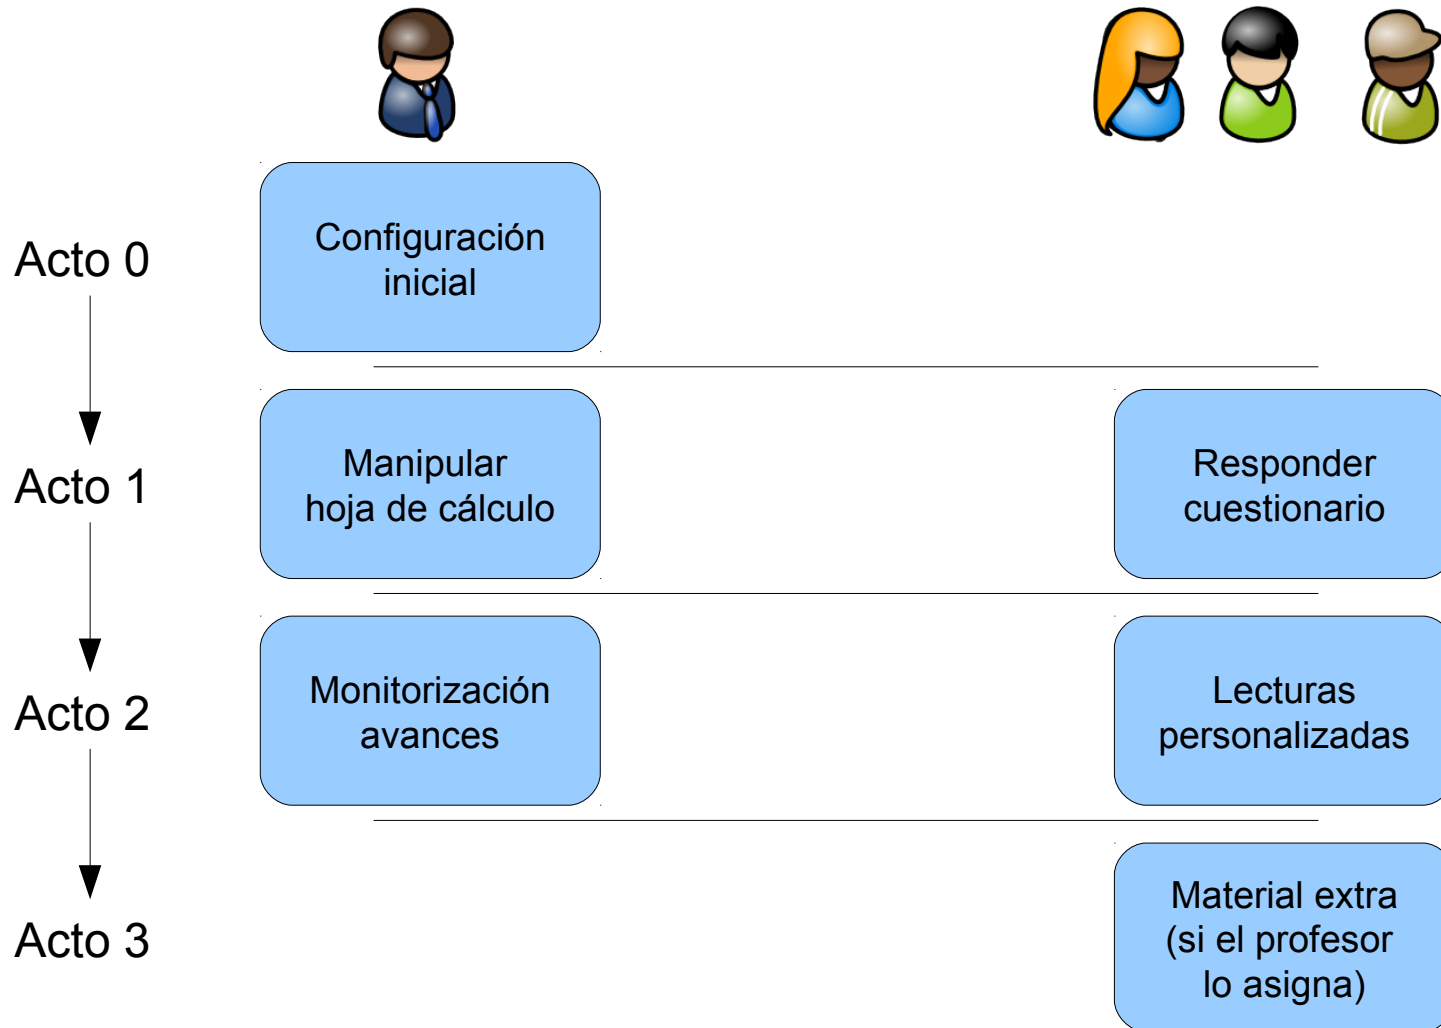 Acto 0
Configuración
inicial
Acto 1
Manipular
hoja de cálculo
Responder
cuestionario
Acto 2
Monitorización
avances
Lecturas
personalizadas
Acto 3
Material extra
(si el profesor
lo asigna)